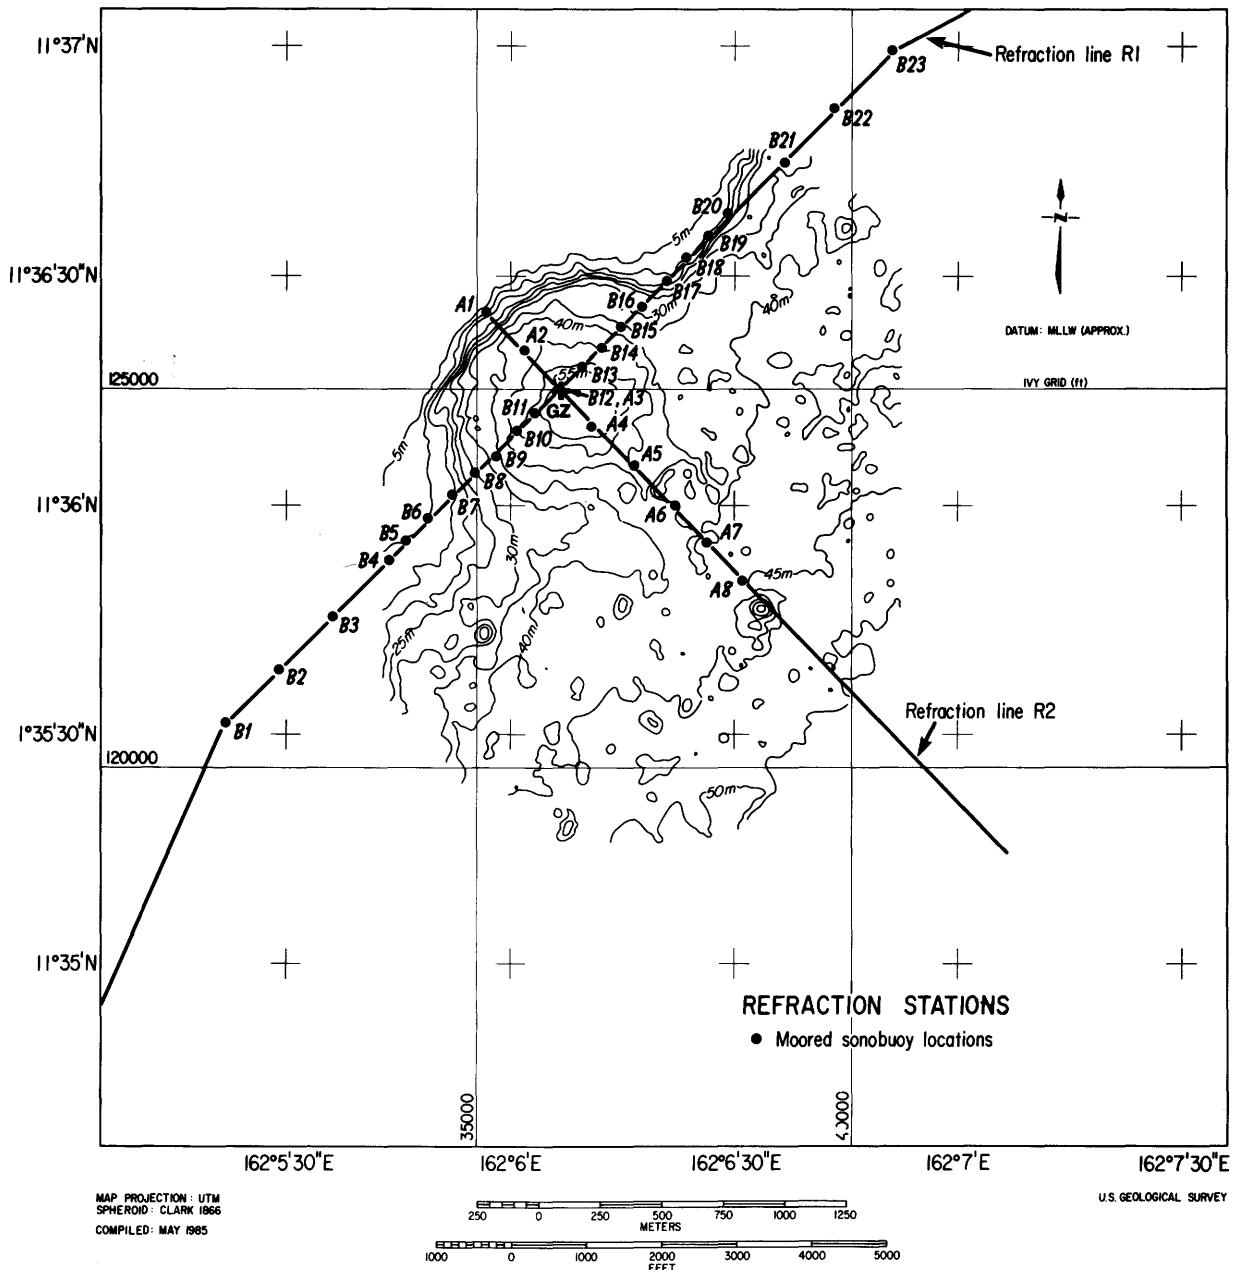 11°37'N
B23
Refraction line R1
B22
B21
B20
5m
B19
B18
11°36'30"N
B17
B16
30m
40m
A1
B15
40m
A2
B14
DATUM: MLLW (APPROX.)
55m
B13
125000
IVY GRID (ft)
B12, A3
B11
GZ
A4
B10
5m
B9
A5
B8
11°36'N
B7
A6
B6
A7
B5
30m
B4
45m
A8
B3
25m
40m
B2
Refraction line R2
B1
1°35'30"N
120000
50m
11°35'N
REFRACTION STATIONS
Moored sonobuoy locations
35000
N
162°5'30"E
162°6'E
162°6'30"E
162°7'E
162°7'30"E
MAP PROJECTION: UTM
SPHEROID: CLARK 1866
COMPILED: MAY 1985
U.S. GEOLOGICAL SURVEY
250 0 250 500 750 1000 1250
METERS
1000 0 1000 2000 3000 4000 5000
FEET